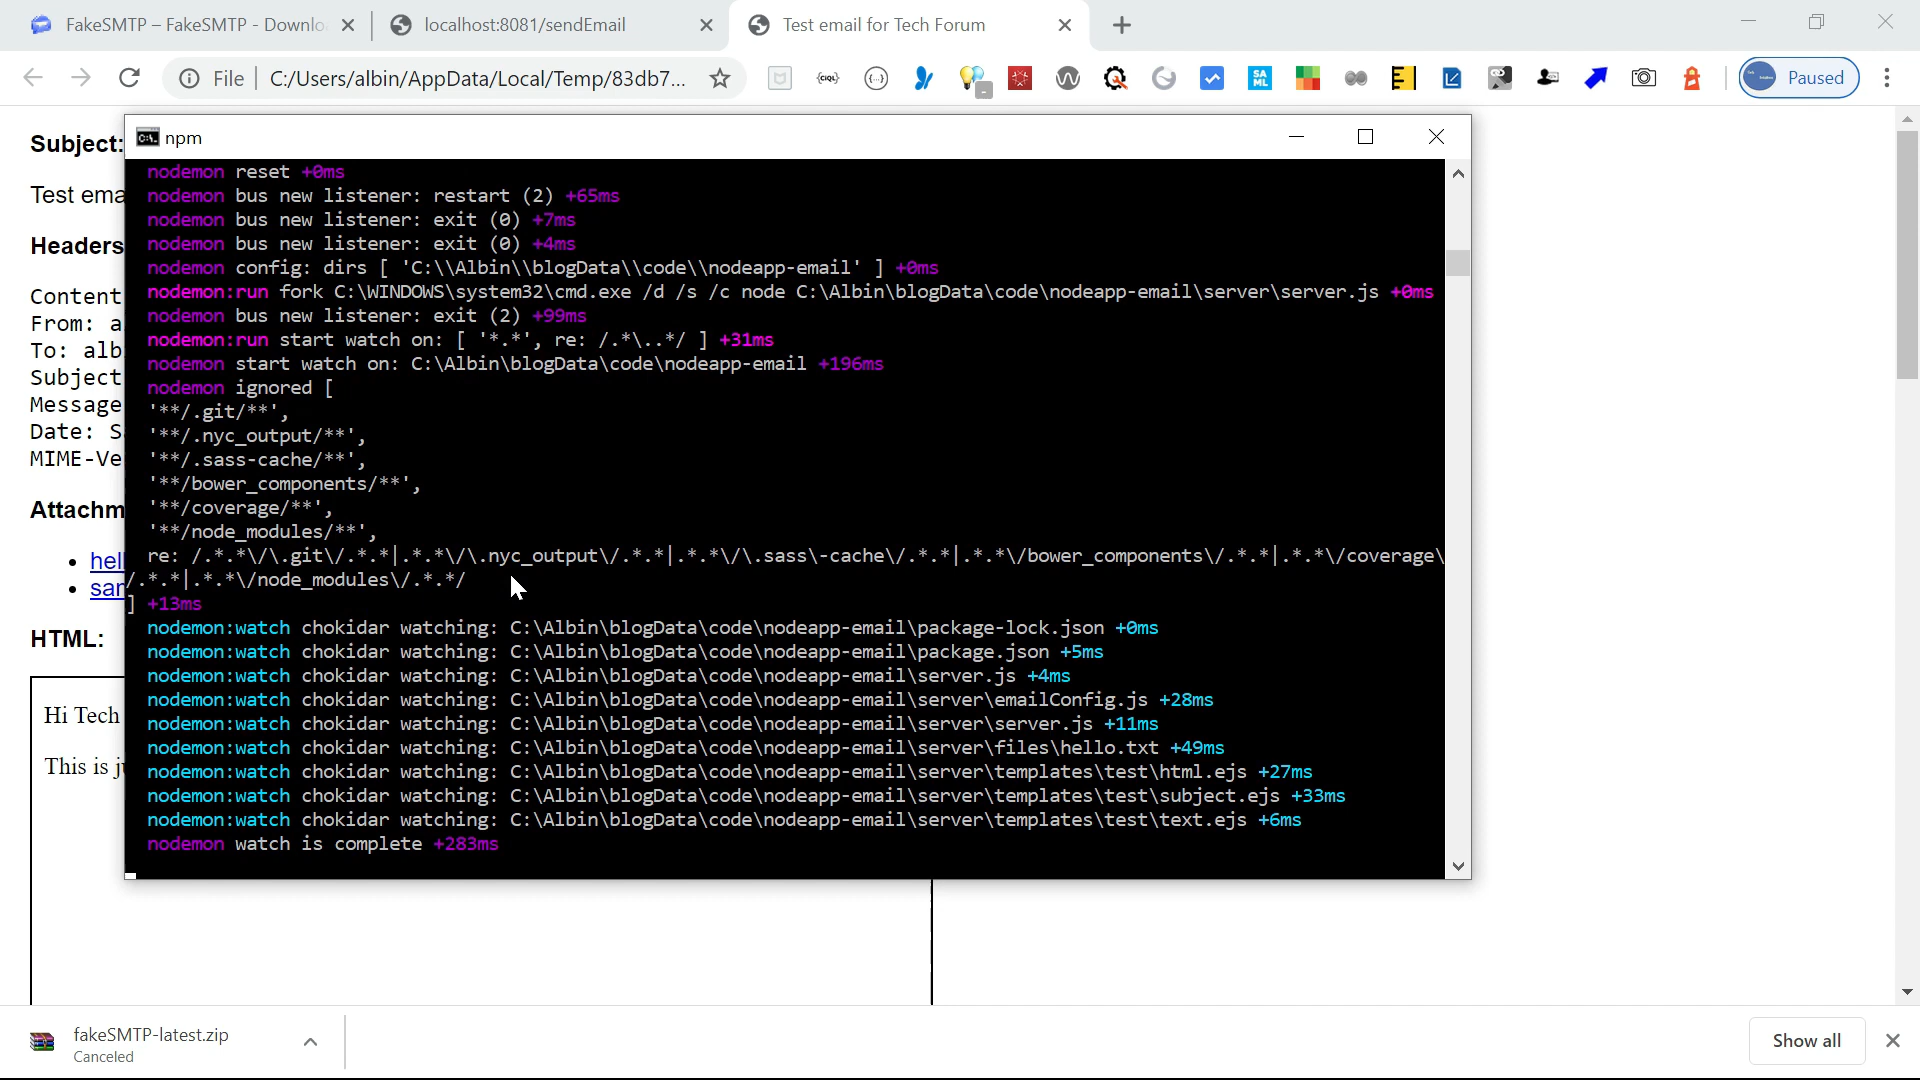 FakeSMTP – FakeSMTP - Downlo
localhost:8081/sendEmail
Test email for Tech Forum
File
C:/Users/albin/AppData/Local/Temp/83db7...
{CIQL}
{...}
SA
ML
Paused
Subject:
Test ema
Headers
Content
From: a
To: alb
Subject
Message
Date: S
MIME-Ve
Attachm
hell
sam
HTML:
Hi Tech
This is ju
C:\.
npm
nodemon reset +0ms
nodemon bus new listener: restart (2) +65ms
nodemon bus new listener: exit (0) +7ms
nodemon bus new listener: exit (0) +4ms
nodemon config: dirs [ 'C:\\Albin\\blogData\\code\\nodeapp-email' ] +0ms
nodemon:run fork C:\WINDOWS\system32\cmd.exe /d /s /c node C:\Albin\blogData\code\nodeapp-email\server\server.js +0ms
nodemon bus new listener: exit (2) +99ms
nodemon:run start watch on: [ '*.*', re: /.*\..*/ ] +31ms
nodemon start watch on: C:\Albin\blogData\code\nodeapp-email +196ms
nodemon ignored [
'**/.git/**',
'**/.nyc_output/**',
'**/.sass-cache/**',
'**/bower_components/**',
'**/coverage/**',
'**/node_modules/**',
re: /.*.*\/\.git\/.*.*|.*.*\/\.nyc_output\/.*.*|.*.*\/\.sass\-cache\/.*.*|.*.*\/bower_components\/.*.*|.*.*\/coverage\
/.*.*|.*.*\/node_modules\/.*.*/
] +13ms
nodemon:watch chokidar watching: C:\Albin\blogData\code\nodeapp-email\package-lock.json +0ms
nodemon:watch chokidar watching: C:\Albin\blogData\code\nodeapp-email\package.json +5ms
nodemon:watch chokidar watching: C:\Albin\blogData\code\nodeapp-email\server.js +4ms
nodemon:watch chokidar watching: C:\Albin\blogData\code\nodeapp-email\server\emailConfig.js +28ms
nodemon:watch chokidar watching: C:\Albin\blogData\code\nodeapp-email\server\server.js +11ms
nodemon:watch chokidar watching: C:\Albin\blogData\code\nodeapp-email\server\files\hello.txt +49ms
nodemon:watch chokidar watching: C:\Albin\blogData\code\nodeapp-email\server\templates\test\html.ejs +27ms
nodemon:watch chokidar watching: C:\Albin\blogData\code\nodeapp-email\server\templates\test\subject.ejs +33ms
nodemon:watch chokidar watching: C:\Albin\blogData\code\nodeapp-email\server\templates\test\text.ejs +6ms
nodemon watch is complete +283ms
fakeSMTP-latest.zip
Canceled
Show all